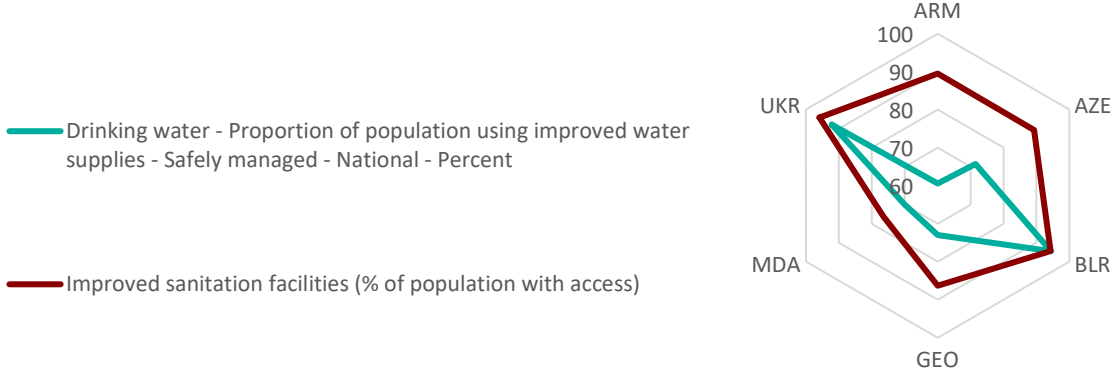 Drinking water - Proportion of population using improved water
supplies - Safely managed - National - Percent
Improved sanitation facilities (% of population with access)
ARM
100
90
80
70
60
UKR
AZE
MDA
BLR
GEO